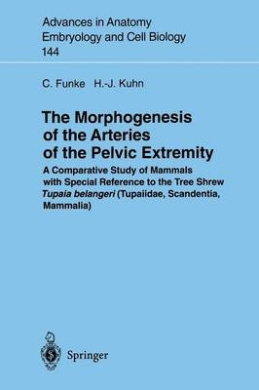 Advances in Anatomy
Embryology and Cell Biology
144
C. Funke H.-J. Kuhn
The Morphogenesis
of the Arteries
of the Pelvic Extremity
A Comparative Study of Mammals
with Special Reference to the Tree Shrew
Tupaia belangeri (Tupaiidae, Scandentia,
Mammalia)
Springer